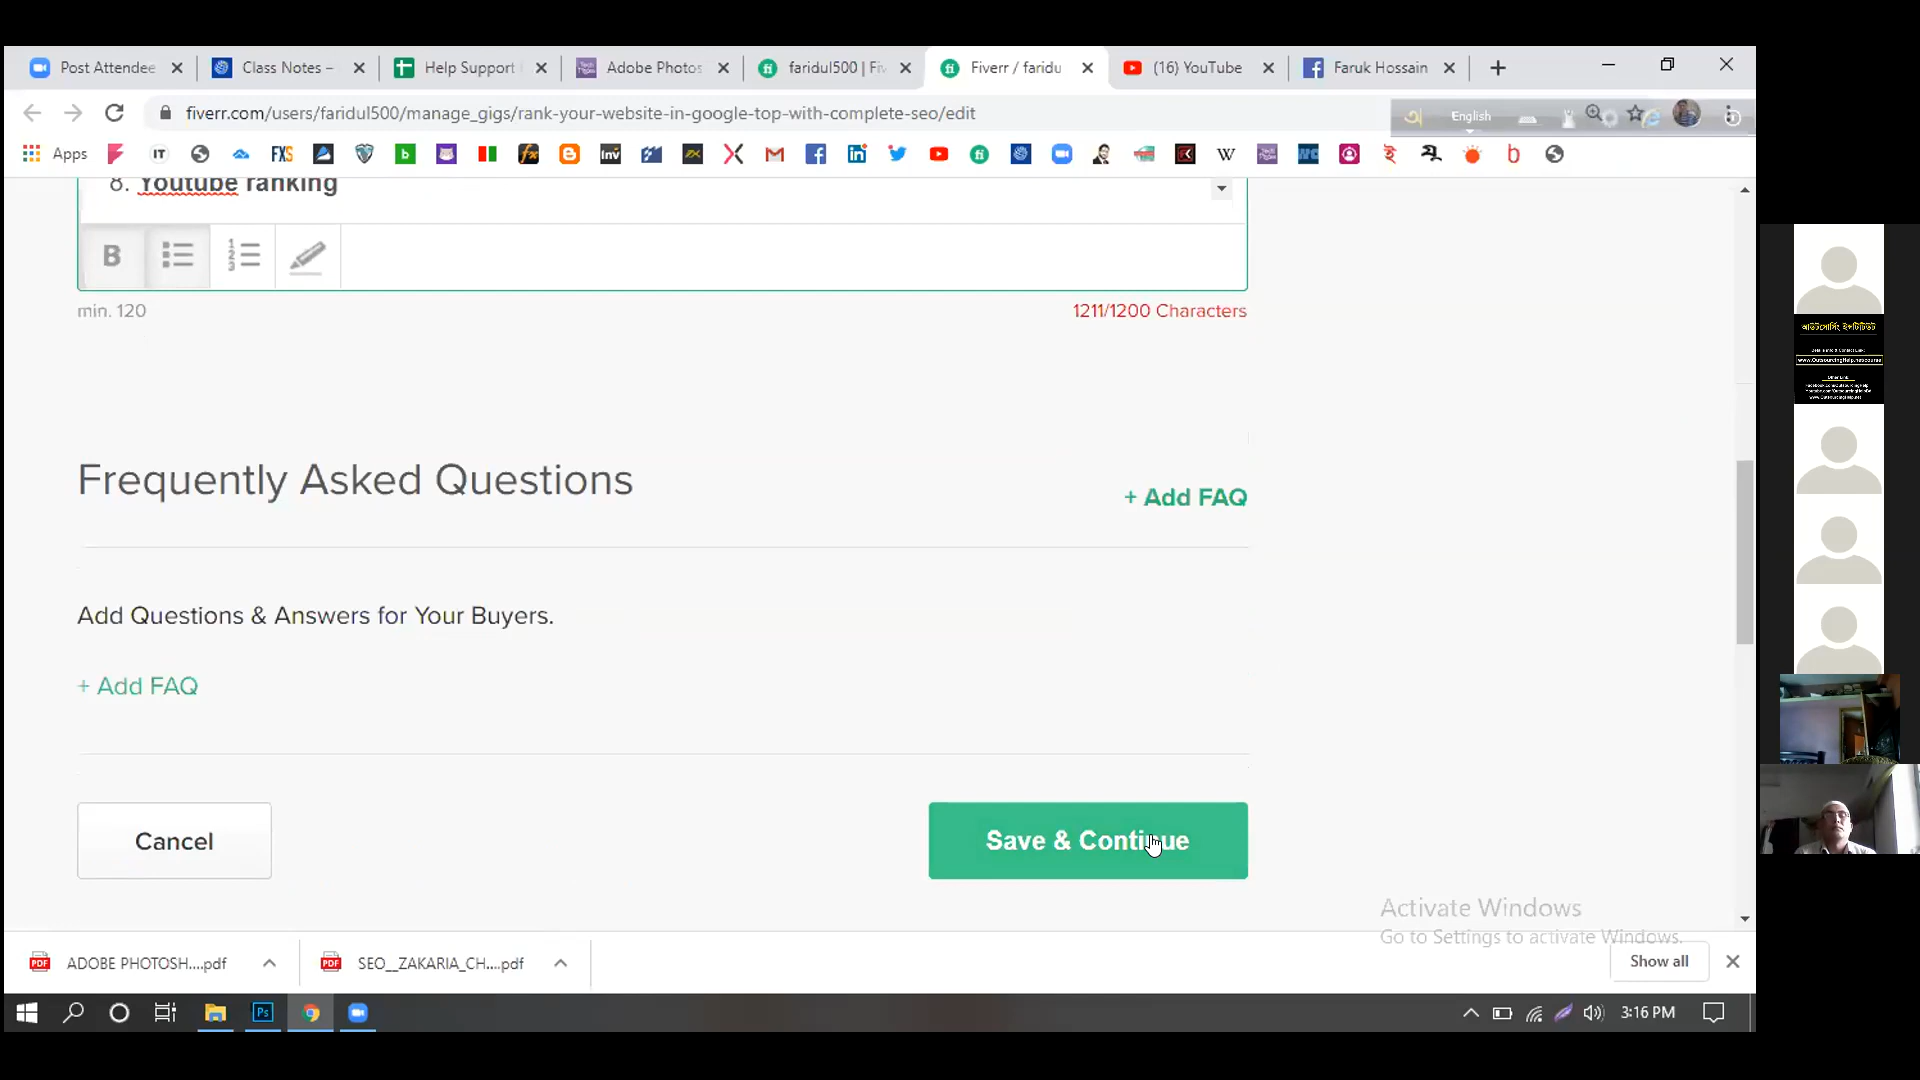 Post Attendee
Class Notes –
Help Support
Adobe Photos
faridul500 | Fiv
Fiverr / faridu
(16) YouTube
Faruk Hossain
fiverr.com/users/faridul500/manage_gigs/rank-your-website-in-google-top-with-complete-seo/edit
English
Apps
8. Youtube ranking
B
min. 120
1211/1200 Characters
Frequently Asked Questions
+ Add FAQ
Add Questions & Answers for Your Buyers.
+ Add FAQ
Cancel
Save & Continue
Activate Windows
Go to Settings to activate Windows.
ADOBE PHOTOSH....pdf
SEO__ZAKARIA_CH....pdf
Show all
3:16 PM